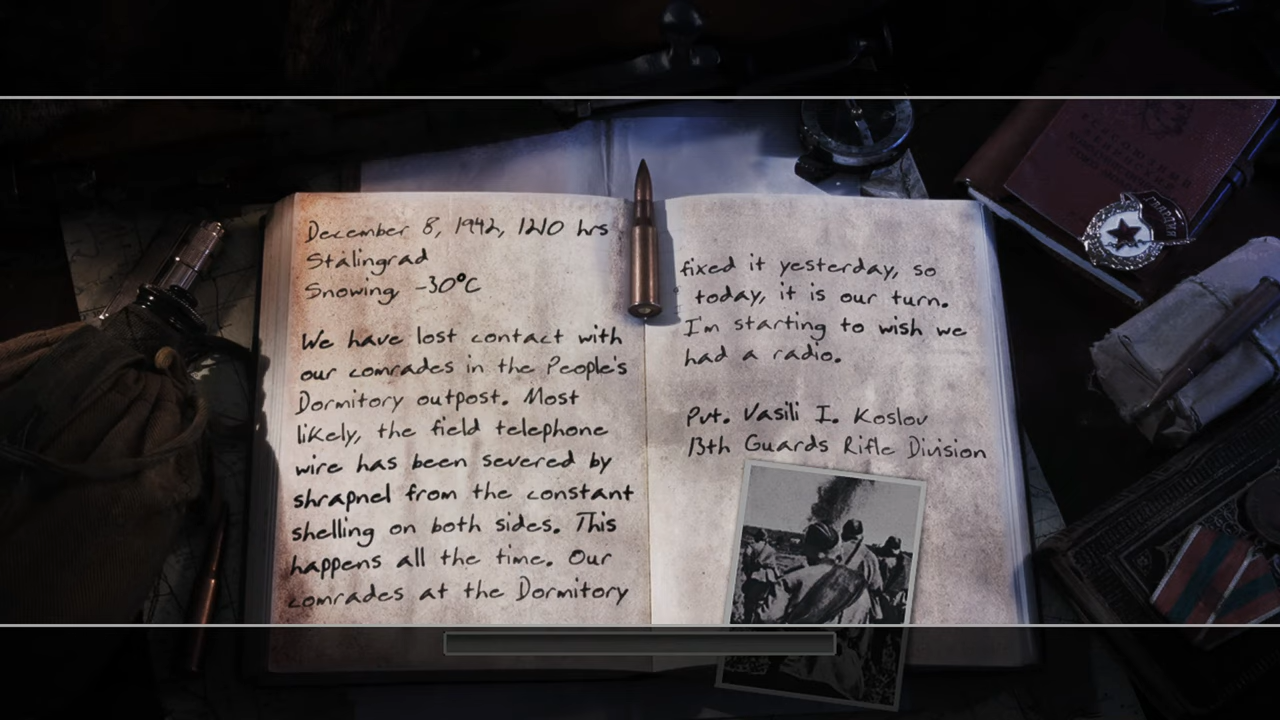 December 8, 1942, 1210 hrs
Stalingrad
Snowing -30°C
We have lost contact with
our comrades in the People's
Dormitory outpost. Most
likely, the field telephone
wire has been severed by
shrapnel from the constant
shelling on both sides. This
happens all the time. Our
comrades at the Dormitory
fixed it yesterday, so
today, it is our turn.
I'm starting to wish we
had a radio.
Pvt. Vasili I. Koslov
13th Guards Rifle Division
ГВАРДИЯ